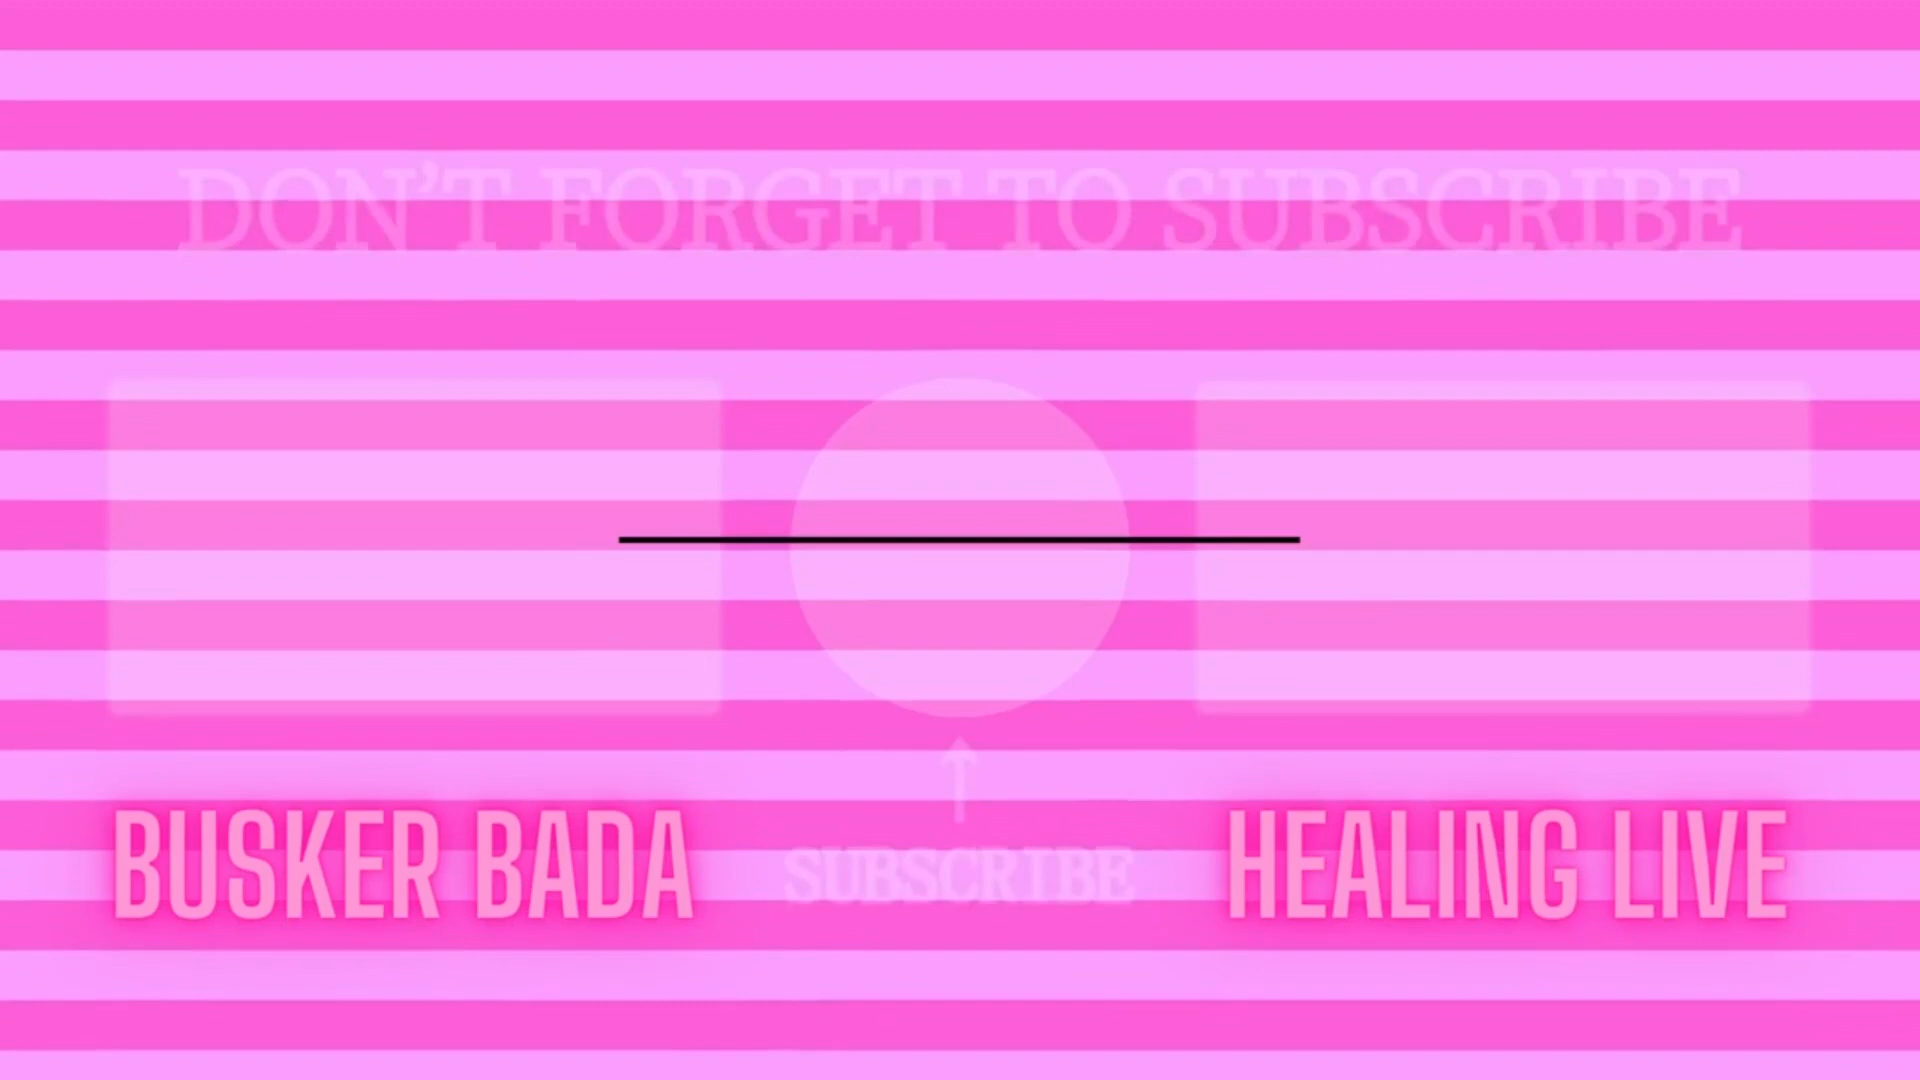 DON'T FORGET TO SUBSCRIBE
↑
BUSKER BADA
SUBSCRIBE
HEALING LIVE